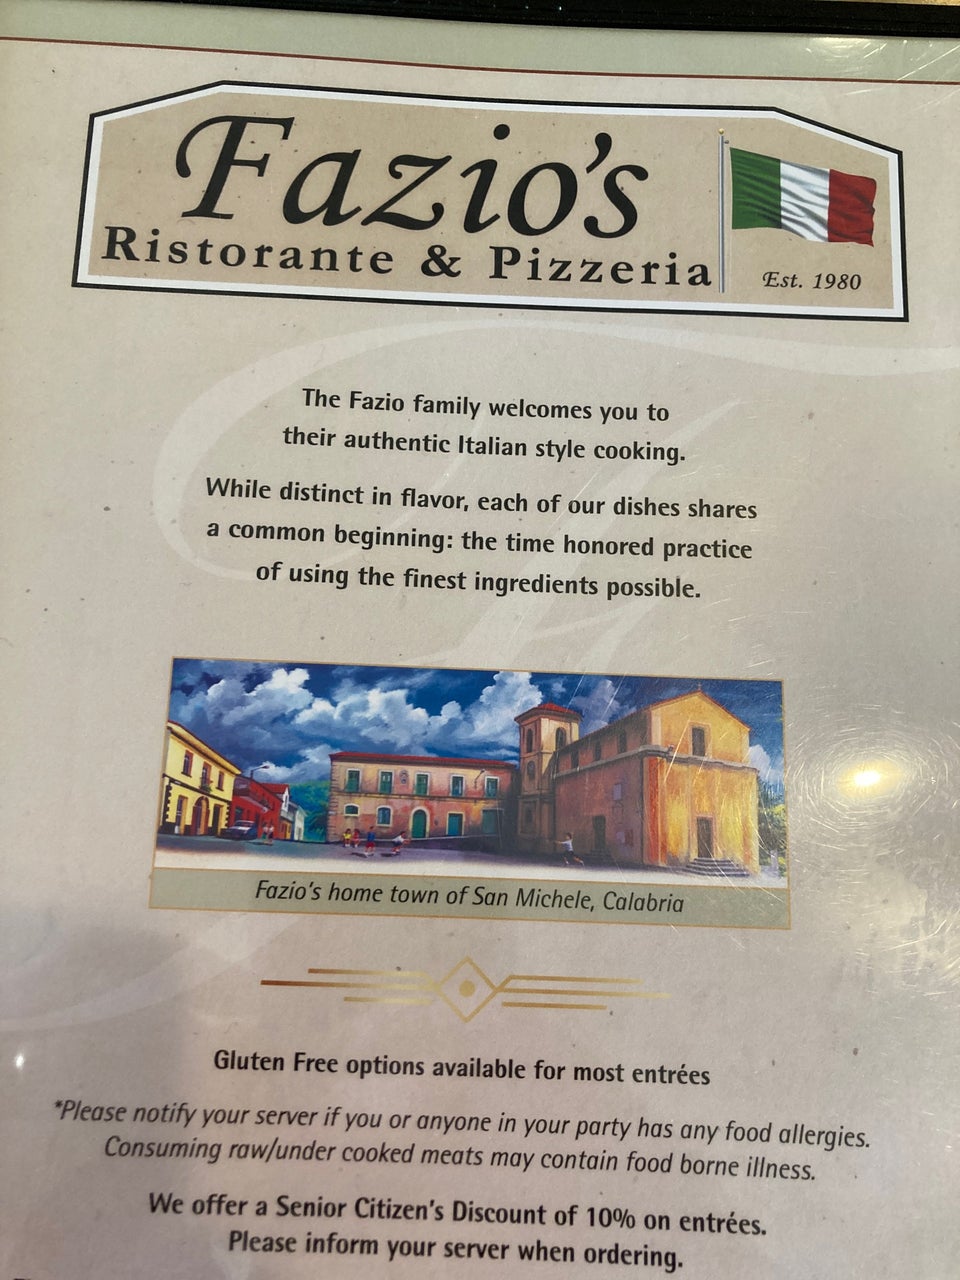 Fazio's
Ristorante & Pizzeria
Est. 1980
The Fazio family welcomes you to
their authentic Italian style cooking.
While distinct in flavor, each of our dishes shares
a common beginning: the time honored practice
of using the finest ingredients possible.
Fazio's home town of San Michele, Calabria
Gluten Free options available for most entrées
*Please notify your server if you or anyone in your party has any food allergies.
Consuming raw/under cooked meats may contain food borne illness.
We offer a Senior Citizen's Discount of 10% on entrées.
Please inform your server when ordering.